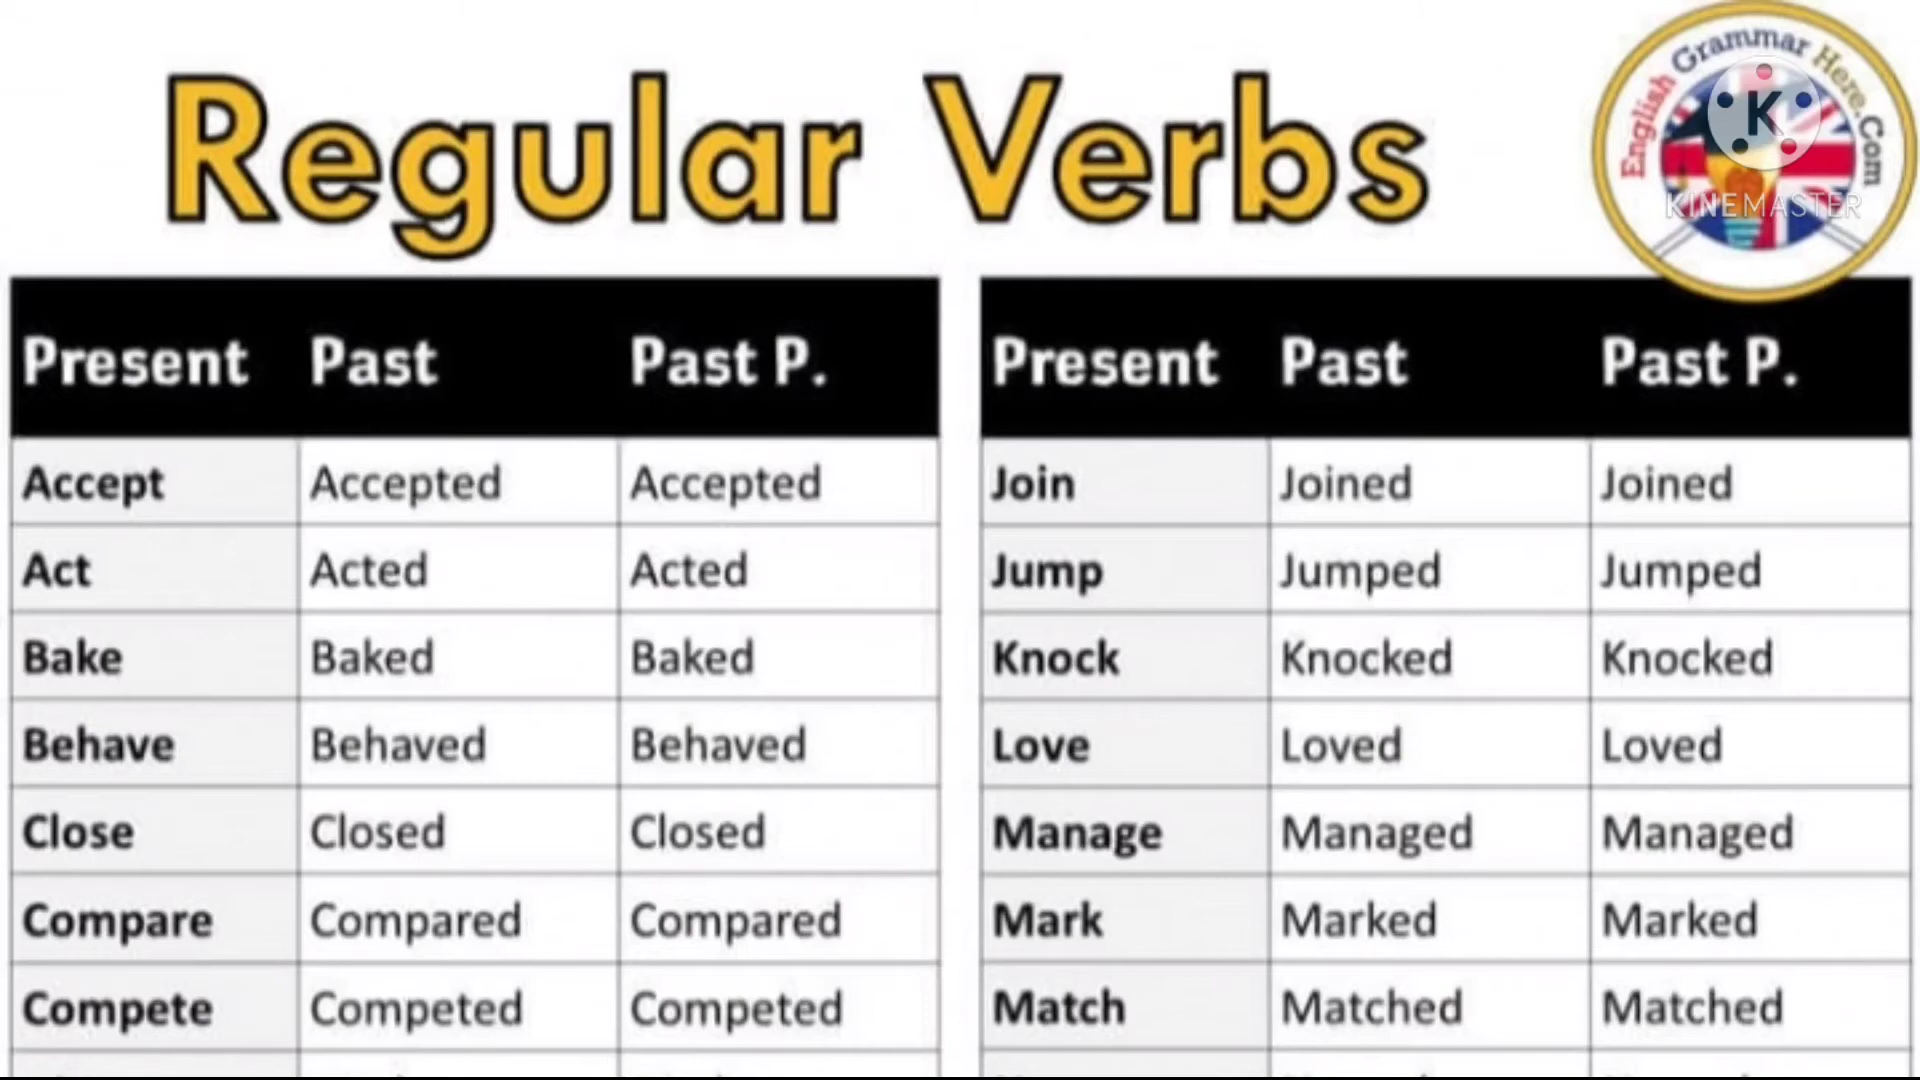 Regular Verbs
English Grammar Here.Com
K
KINEMASTER
Present Past Past P.
Accept Accepted Accepted
Act Acted Acted
Bake Baked Baked
Behave Behaved Behaved
Close Closed Closed
Compare Compared Compared
Compete Competed Competed
Present Past Past P.
Join Joined Joined
Jump Jumped Jumped
Knock Knocked Knocked
Love Loved Loved
Manage Managed Managed
Mark Marked Marked
Match Matched Matched